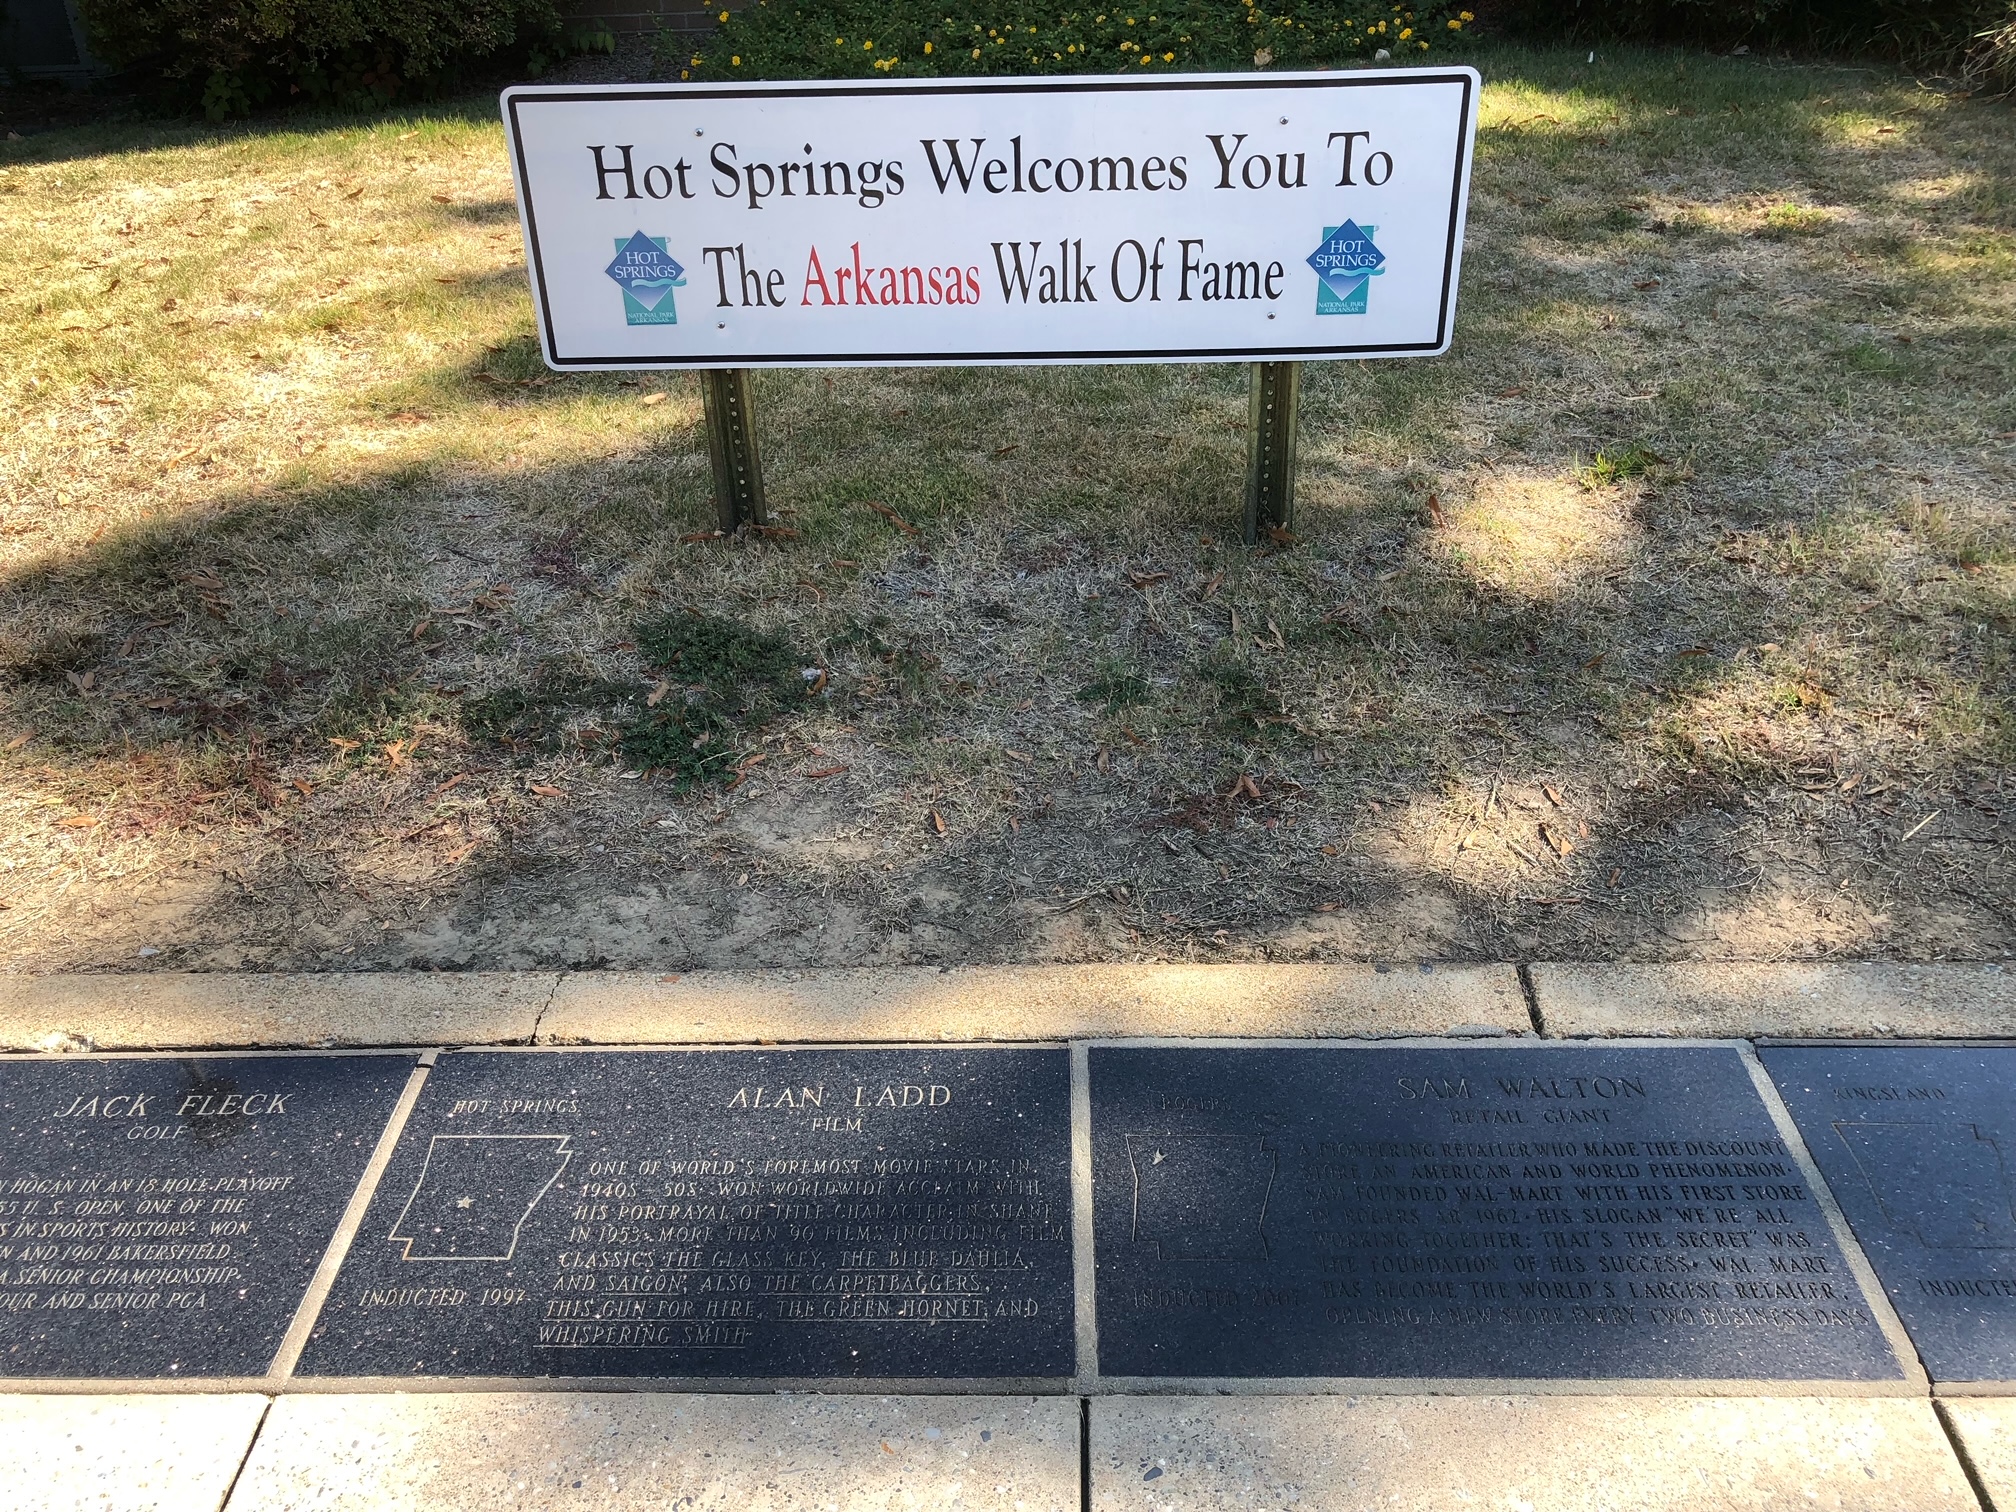 Hot Springs Welcomes You To
HOT
SPRINGS
NATIONAL PARK
ARKANSAS
The Arkansas Walk Of Fame
HOT
SPRINGS
NATIONAL PARK
ARKANSAS
JACK FLECK
GOLF
HOGAN IN AN 18 HOLE PLAYOFF
U. S. OPEN, ONE OF THE
IN SPORTS HISTORY· WON
AND 1961 BAKERSFIELD
SENIOR CHAMPIONSHIP·
AND SENIOR PGA
HOT SPRINGS
INDUCTED 1997
ALAN LADD
FILM
ONE OF WORLD'S FOREMOST MOVIE STARS IN
1940S - 50S· WON WORLDWIDE ACCLAIM WITH
HIS PORTRAYAL OF TITLE CHARACTER IN SHANE
IN 1953· MORE THAN 90 FILMS INCLUDING FILM
CLASSICS THE GLASS KEY, THE BLUE DAHLIA,
AND SAIGON; ALSO THE CARPETBAGGERS,
THIS GUN FOR HIRE, THE GREEN HORNET, AND
WHISPERING SMITH·
INDUCTED
SAM WALTON
RETAIL GIANT
A PIONEERING RETAILER WHO MADE THE DISCOUNT
STORE AN AMERICAN AND WORLD PHENOMENON·
SAM FOUNDED WAL-MART WITH HIS FIRST STORE
IN ROGERS AR 1962· HIS SLOGAN "WE'RE ALL
WORKING TOGETHER; THAT'S THE SECRET" WAS
THE FOUNDATION OF HIS SUCCESS· WAL MART
HAS BECOME THE WORLD'S LARGEST RETAILER,
OPENING A NEW STORE EVERY TWO BUSINESS DAYS
KINGSLAND